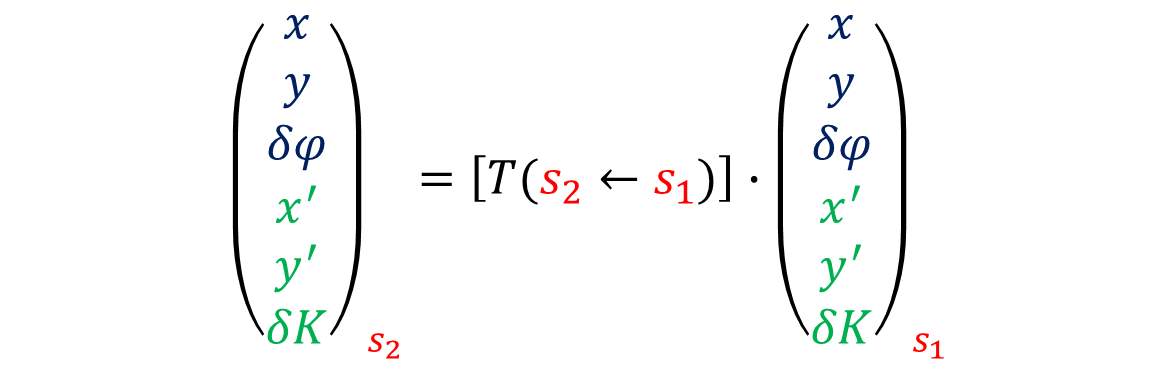 x
y
δφ
x′
y′
δK
s₂
= [T(s₂ ← s₁)] ·
x
y
δφ
x′
y′
δK
s₁